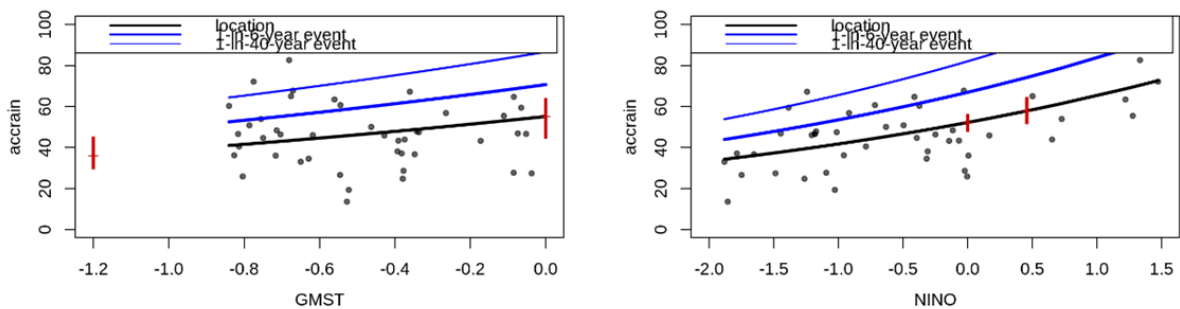 location
1-in-6-year event
1-in-40-year event
accrain
100
80
60
40
20
0
-1.2 -1.0 -0.8 -0.6 -0.4 -0.2 0.0
GMST
location
1-in-6-year event
1-in-40-year event
accrain
100
80
60
40
20
0
-2.0 -1.5 -1.0 -0.5 0.0 0.5 1.0 1.5
NINO